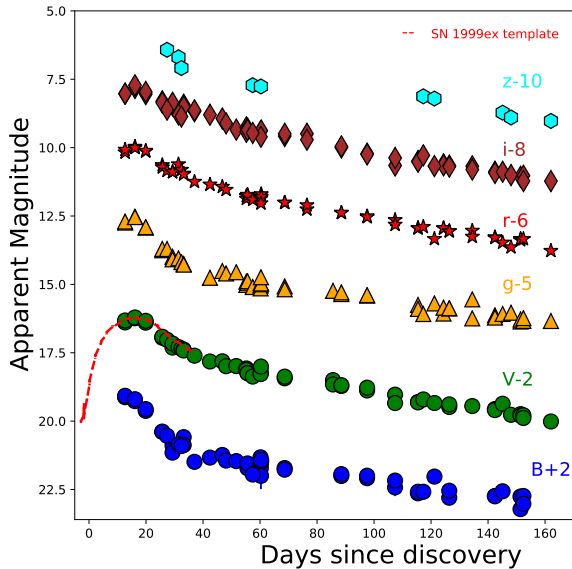 5.0
7.5
10.0
12.5
15.0
17.5
20.0
22.5
Apparent Magnitude
SN 1999ex template
z-10
i-8
r-6
g-5
V-2
B+2
0 20 40 60 80 100 120 140 160
Days since discovery